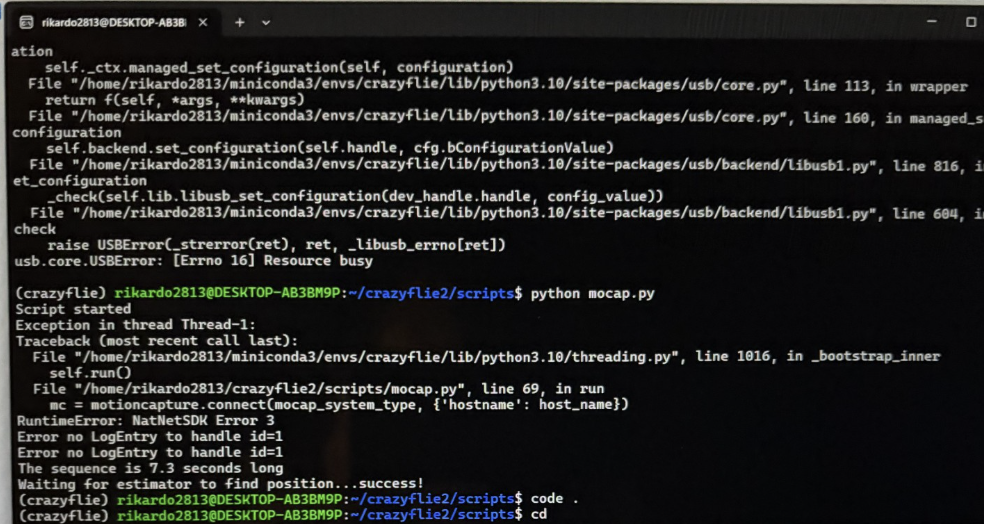 rikardo2813@DESKTOP-AB3B
ation
self._ctx.managed_set_configuration(self, configuration)
File "/home/rikardo2813/miniconda3/envs/crazyflie/lib/python3.10/site-packages/usb/core.py", line 113, in wrapper
return f(self, *args, **kwargs)
File "/home/rikardo2813/miniconda3/envs/crazyflie/lib/python3.10/site-packages/usb/core.py", line 160, in managed_s
configuration
self.backend.set_configuration(self.handle, cfg.bConfigurationValue)
File "/home/rikardo2813/miniconda3/envs/crazyflie/lib/python3.10/site-packages/usb/backend/libusb1.py", line 816, i
et_configuration
_check(self.lib.libusb_set_configuration(dev_handle.handle, config_value))
File "/home/rikardo2813/miniconda3/envs/crazyflie/lib/python3.10/site-packages/usb/backend/libusb1.py", line 604, i
check
raise USBError(_strerror(ret), ret, _libusb_errno[ret])
usb.core.USBError: [Errno 16] Resource busy
(crazyflie) rikardo2813@DESKTOP-AB3BM9P:~/crazyflie2/scripts$ python mocap.py
Script started
Exception in thread Thread-1:
Traceback (most recent call last):
File "/home/rikardo2813/miniconda3/envs/crazyflie/lib/python3.10/threading.py", line 1016, in _bootstrap_inner
self.run()
File "/home/rikardo2813/crazyflie2/scripts/mocap.py", line 69, in run
mc = motioncapture.connect(mocap_system_type, {'hostname': host_name})
RuntimeError: NatNetSDK Error 3
Error no LogEntry to handle id=1
Error no LogEntry to handle id=1
The sequence is 7.3 seconds long
Waiting for estimator to find position...success!
(crazyflie) rikardo2813@DESKTOP-AB3BM9P:~/crazyflie2/scripts$ code .
(crazyflie) rikardo2813@DESKTOP-AB3BM9P:~/crazyflie2/scripts$ cd